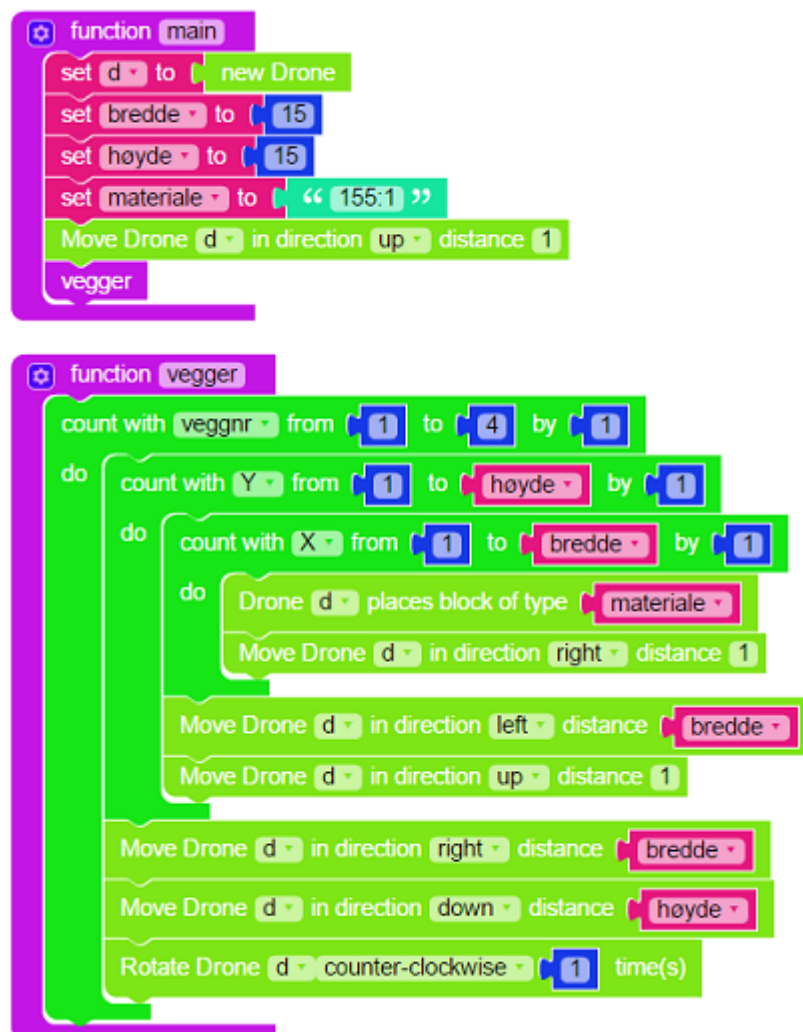 function main
set d to new Drone
set bredde to 15
set høyde to 15
set materiale to “ 155:1 ”
Move Drone d in direction up distance 1
vegger
function vegger
count with veggnr from 1 to 4 by 1
do count with Y from 1 to høyde by 1
do count with X from 1 to bredde by 1
do Drone d places block of type materiale
Move Drone d in direction right distance 1
Move Drone d in direction left distance bredde
Move Drone d in direction up distance 1
Move Drone d in direction right distance bredde
Move Drone d in direction down distance høyde
Rotate Drone d counter-clockwise 1 time(s)